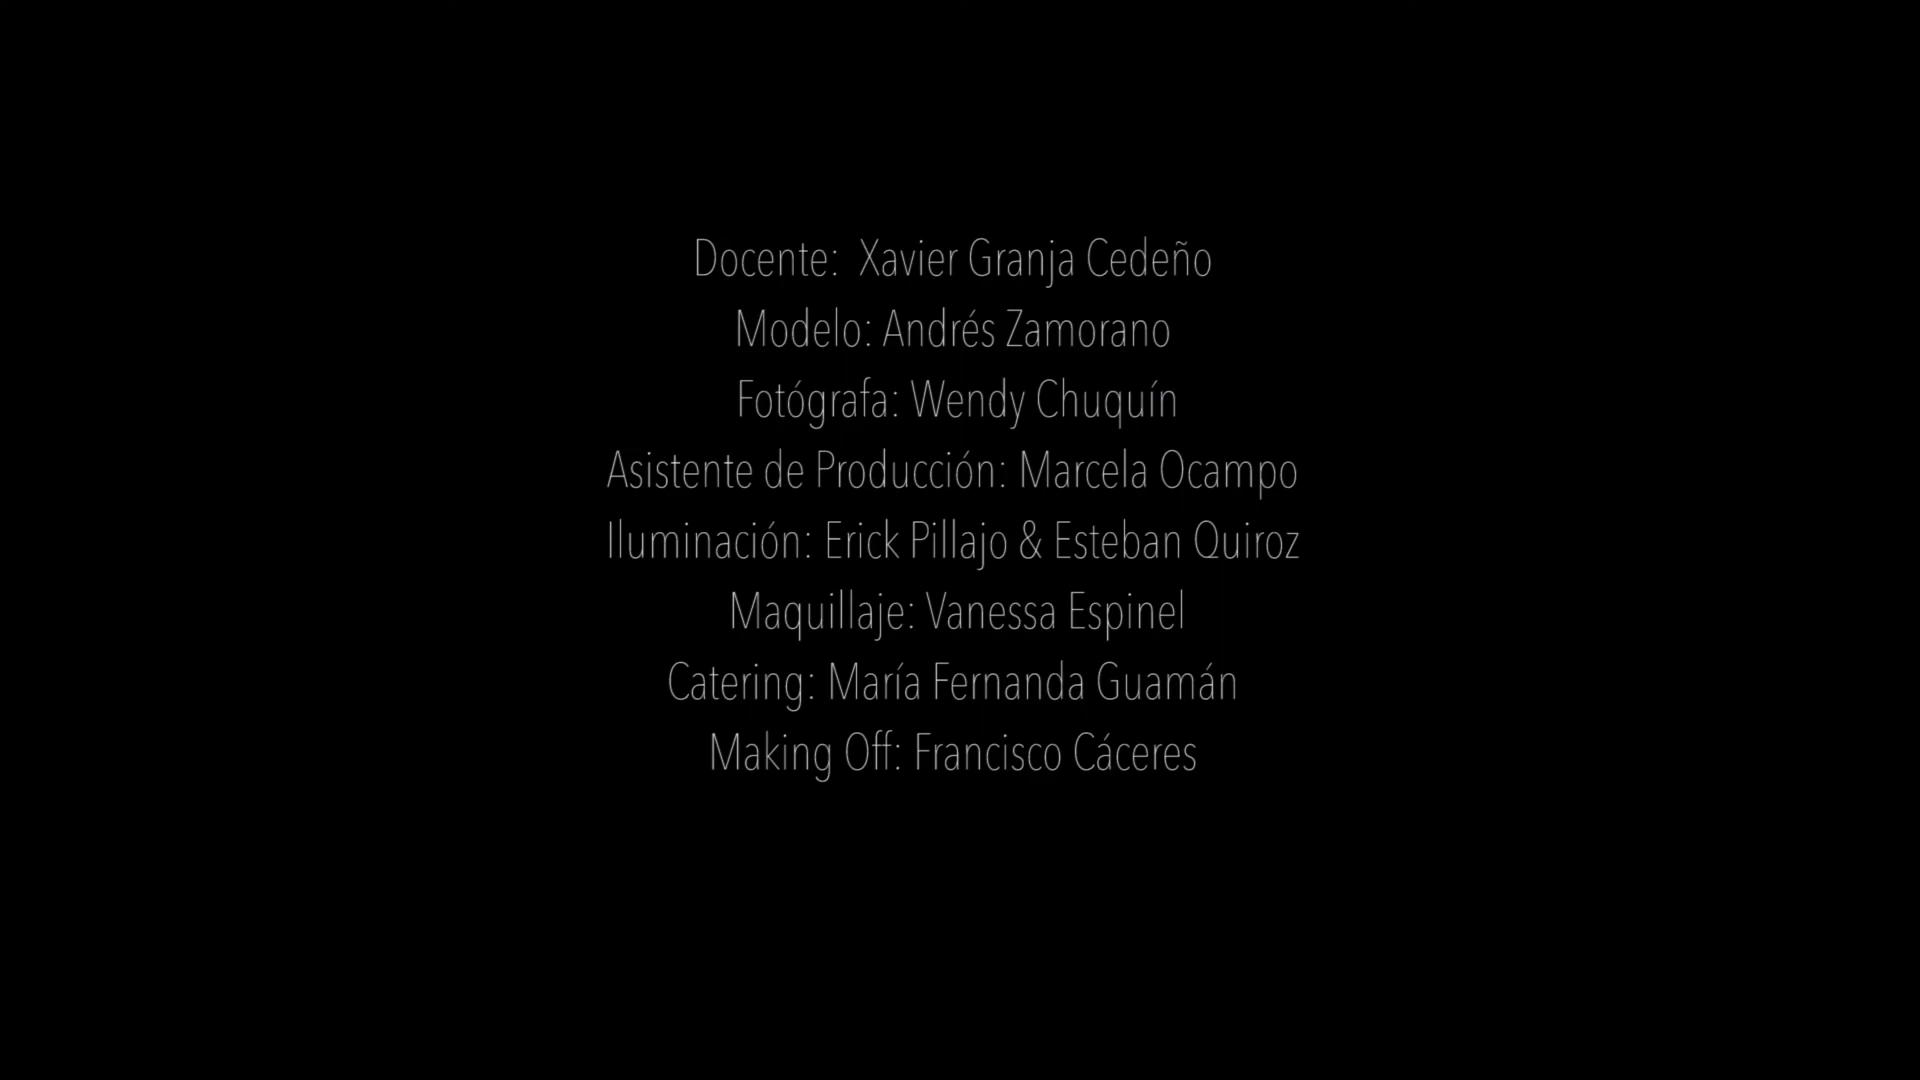 Docente:  Xavier Granja Cedeño
Modelo: Andrés Zamorano
Fotógrafa: Wendy Chuquín
Asistente de Producción: Marcela Ocampo
Iluminación: Erick Pillajo & Esteban Quiroz
Maquillaje: Vanessa Espinel
Catering: María Fernanda Guamán
Making Off: Francisco Cáceres